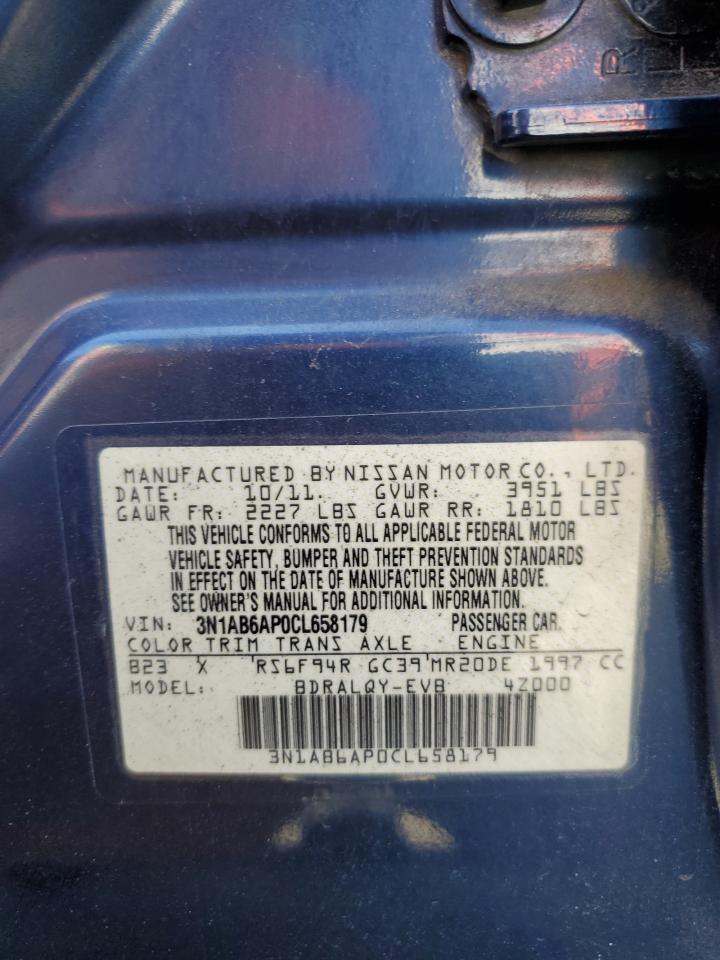 R
MANUFACTURED BY NISSAN MOTOR CO., LTD.
DATE: 10/11. GVWR: 3951 LBS
GAWR FR: 2227 LBS GAWR RR: 1810 LBS
THIS VEHICLE CONFORMS TO ALL APPLICABLE FEDERAL MOTOR
VEHICLE SAFETY, BUMPER AND THEFT PREVENTION STANDARDS
IN EFFECT ON THE DATE OF MANUFACTURE SHOWN ABOVE.
SEE OWNER'S MANUAL FOR ADDITIONAL INFORMATION.
VIN: 3N1AB6AP0CL658179 PASSENGER CAR.
COLOR TRIM TRANS AXLE ENGINE
B23 X RS6F94R GC39 MR20DE 1997 CC
MODEL: BDRALQY-EVB 4Z000
3N1AB6AP0CL658179